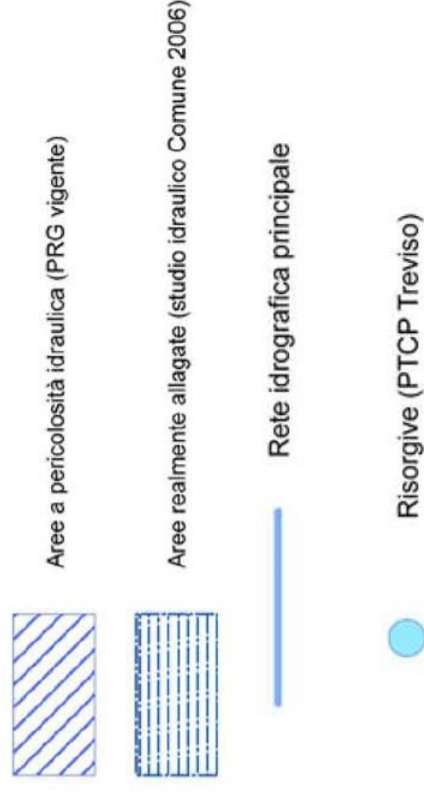 Aree a pericolosità idraulica (PRG vigente)
Aree realmente allagate (studio idraulico Comune 2006)
Rete idrografica principale
Risorgive (PTCP Treviso)